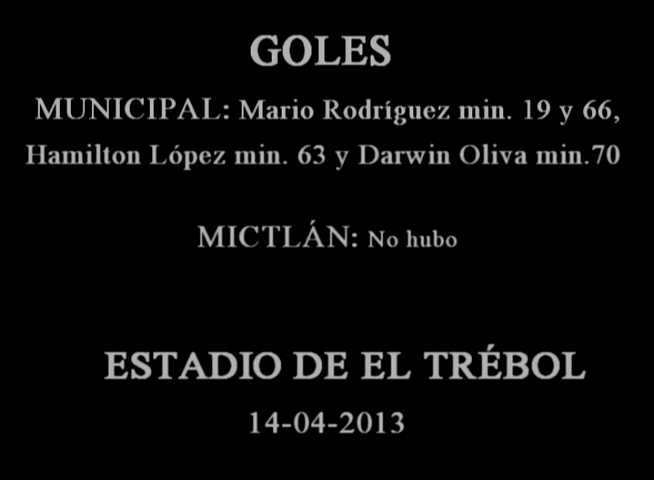 GOLES
MUNICIPAL: Mario Rodríguez min. 19 y 66,
Hamilton López min. 63 y Darwin Oliva min.70
MICTLÁN: No hubo
ESTADIO DE EL TRÉBOL
14-04-2013